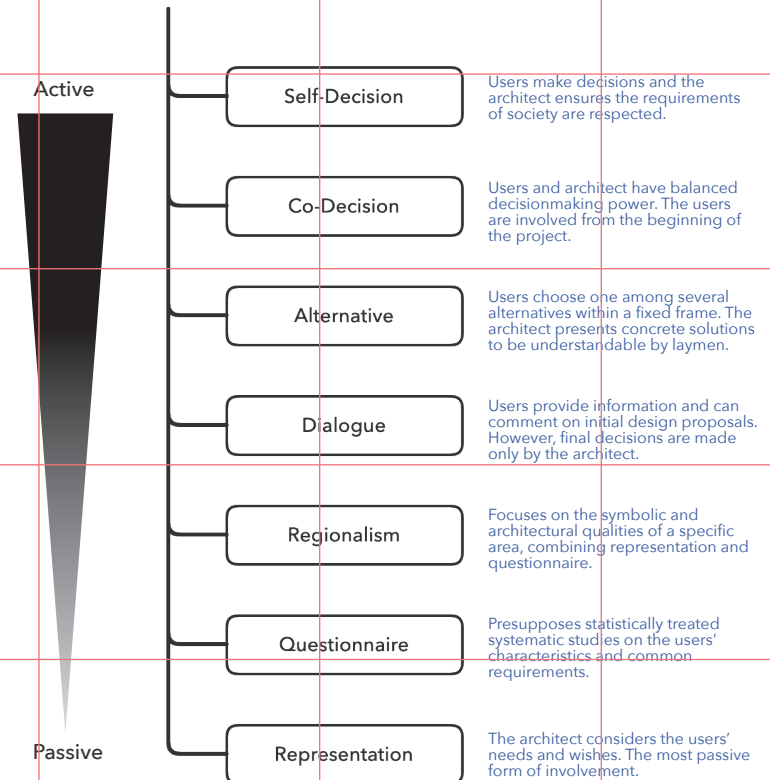 Active
Self-Decision
Users make decisions and the
architect ensures the requirements
of society are respected.
Co-Decision
Users and architect have balanced
decisionmaking power. The users
are involved from the beginning of
the project.
Alternative
Users choose one among several
alternatives within a fixed frame. The
architect presents concrete solutions
to be understandable by laymen.
Dialogue
Users provide information and can
comment on initial design proposals.
However, final decisions are made
only by the architect.
Regionalism
Focuses on the symbolic and
architectural qualities of a specific
area, combining representation and
questionnaire.
Questionnaire
Presupposes statistically treated
systematic studies on the users’
characteristics and common
requirements.
Passive
Representation
The architect considers the users’
needs and wishes. The most passive
form of involvement.